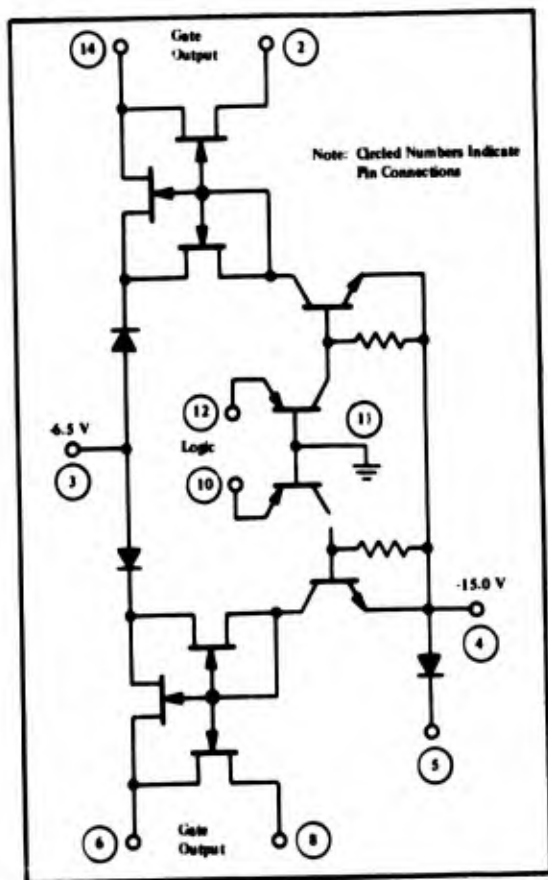 14
Gate
Output
2
Note: Circled Numbers Indicate
Pin Connections
12
11
-6.5 V
Logic
3
10
-15.0 V
4
5
6
Gate
Output
8